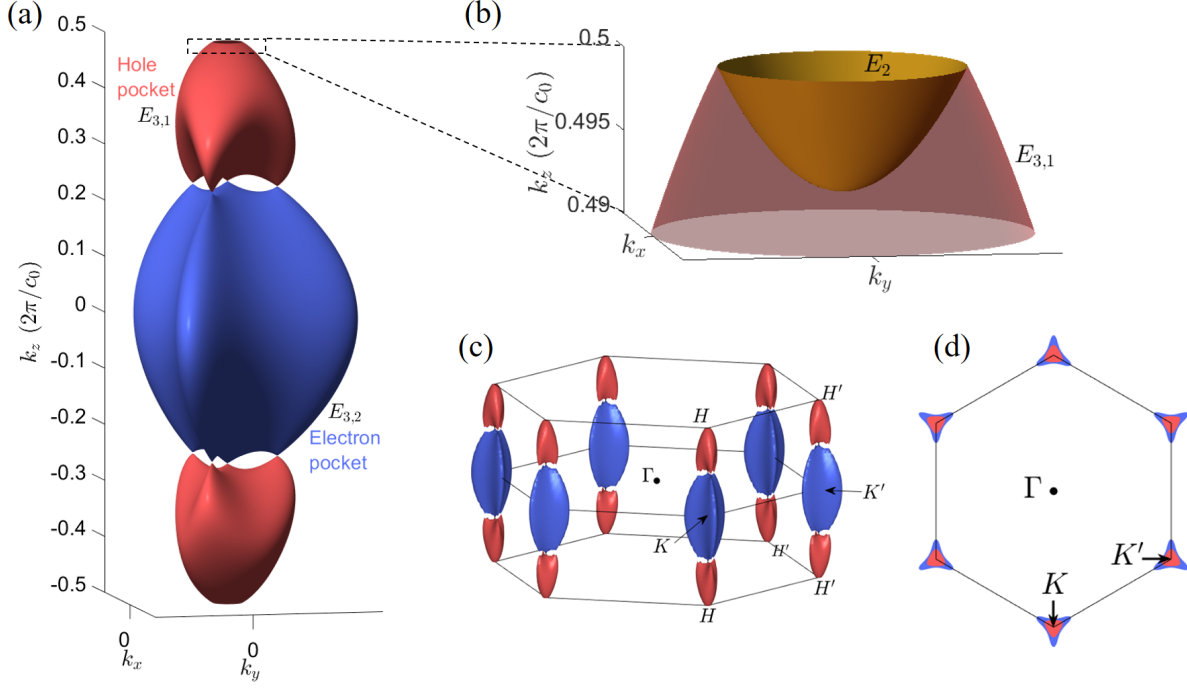 (a)
0.5
0.4
0.3
0.2
0.1
0
-0.1
-0.2
-0.3
-0.4
-0.5
k_z (2π/c_0)
Hole
pocket
E_{3,1}
E_{3,2}
Electron
pocket
0
k_x
0
k_y
(b)
0.5
0.495
0.49
k_z (2π/c_0)
E_2
E_{3,1}
k_x
k_y
(c)
H
H′
Γ
K′
K
H′
H′
H
(d)
Γ
K′
K